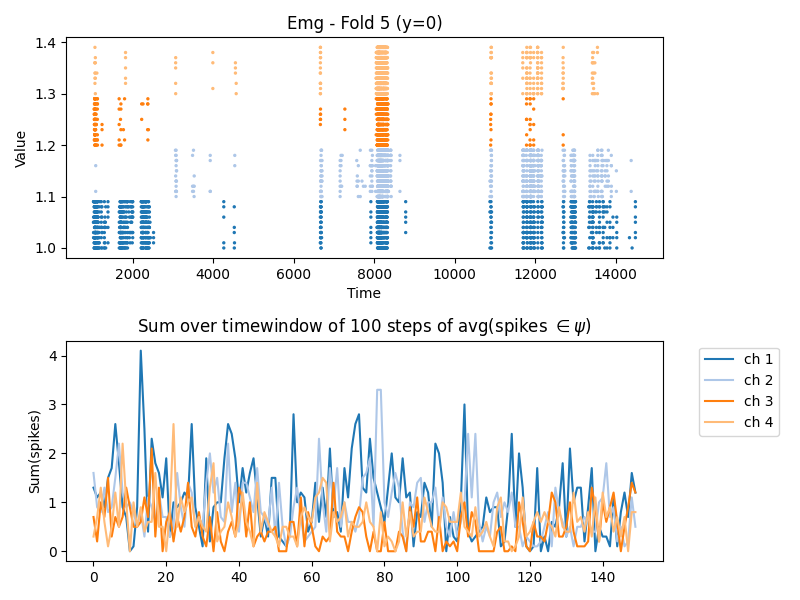 Emg - Fold 5 (y=0)
Value
1.4
1.3
1.2
1.1
1.0
2000 4000 6000 8000 10000 12000 14000
Time
Sum over timewindow of 100 steps of avg(spikes ∈ ψ)
Sum(spikes)
4
3
2
1
0
0 20 40 60 80 100 120 140
ch 1
ch 2
ch 3
ch 4